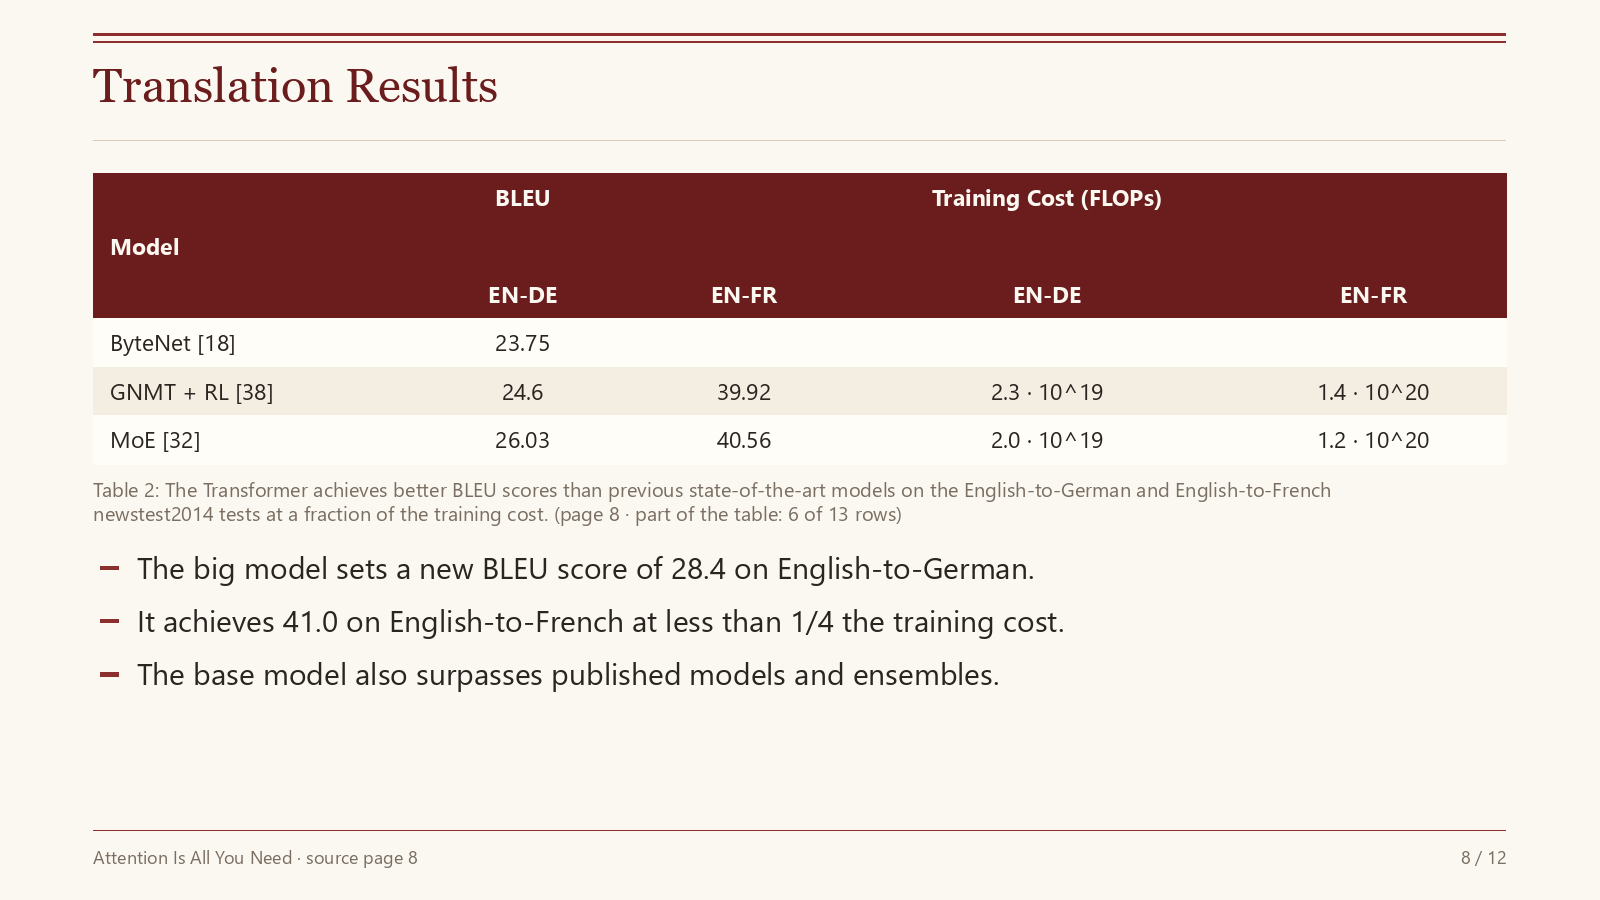 Translation Results
BLEU Training Cost (FLOPs)
Model
EN-DE EN-FR EN-DE EN-FR
ByteNet [18] 23.75
GNMT + RL [38] 24.6 39.92 2.3 · 10^19 1.4 · 10^20
MoE [32] 26.03 40.56 2.0 · 10^19 1.2 · 10^20
Table 2: The Transformer achieves better BLEU scores than previous state-of-the-art models on the English-to-German and English-to-French
newstest2014 tests at a fraction of the training cost. (page 8 · part of the table: 6 of 13 rows)
The big model sets a new BLEU score of 28.4 on English-to-German.
It achieves 41.0 on English-to-French at less than 1/4 the training cost.
The base model also surpasses published models and ensembles.
Attention Is All You Need · source page 8
8 / 12